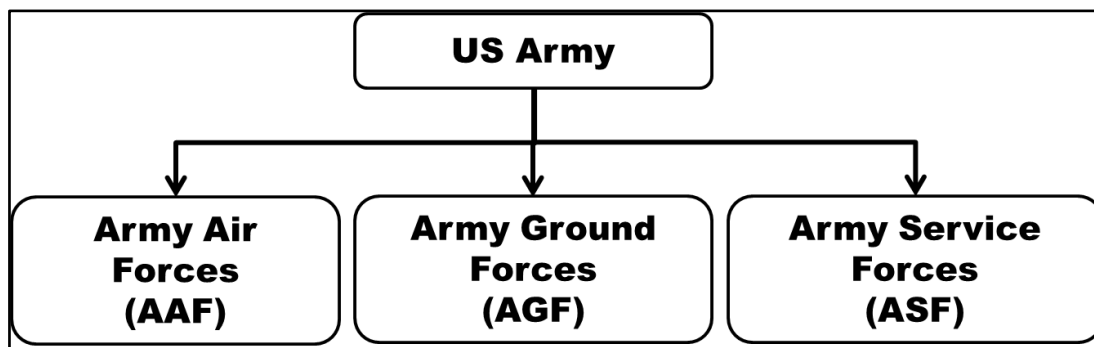 US Army
Army Air
Forces
(AAF)
Army Ground
Forces
(AGF)
Army Service
Forces
(ASF)